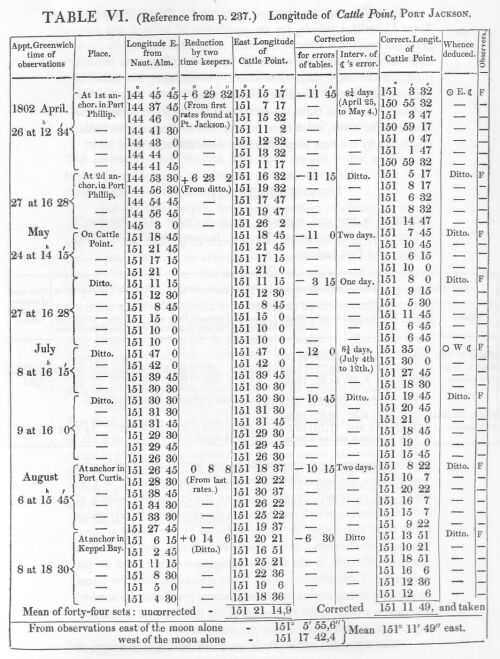 TABLE VI. (Reference from p. 237.) Longitude of Cattle Point, PORT JACKSON.
Appt. Greenwich time of observations | Place. | Longitude E. from Naut. Alm. | Reduction by two time keepers. | East Longitude of Cattle Point. | Correction for errors of tables. | Interv. of ☾'s error. | Correct. Longit. of Cattle Point. | Whence deduced. | Observers.
° ′ ″ ° ′ ″ ° ′ ″ ′ ″ ° ′ ″
At 1st an- 144 45 45 + 6 29 32 151 15 17 — 11 45 8¾ days 151 3 32 ⊙ E. ☾ F
1802 April. chor. in Port 144 37 45 (From first 151 7 17 — (April 25, 150 55 32 —
h ′ Phillip. 144 46 0 rates found at 151 15 32 — to May 4.) 151 3 47 —
26 at 12 34 144 41 30 Pt. Jackson.) 151 11 2 — — 150 59 17 —
144 43 0 — 151 12 32 — — 151 0 47 —
144 44 0 — 151 13 32 — — 151 1 47 —
144 41 45 — 151 11 17 — — 150 59 32 —
At 2d an- 144 53 30 + 6 23 2 151 16 32 — 11 15 Ditto. 151 5 17 Ditto. F
chor. in Port 144 56 30 (From ditto.) 151 19 32 — — 151 8 17 —
27 at 16 28 Phillip, 144 54 45 — 151 17 47 — — 151 6 32 —
144 56 45 — 151 19 47 — — 151 8 32 —
145 3 0 — 151 26 2 — — 151 14 47 —
May On Cattle 151 18 45 — 151 18 45 — 11 0 Two days. 151 7 45 Ditto. F
h ′ Point. 151 21 45 — 151 21 45 — — 151 10 45 —
24 at 14 15 151 17 15 — 151 17 15 — — 151 6 15 —
151 21 0 — 151 21 0 — — 151 10 0 —
Ditto. 151 11 15 — 151 11 15 — 3 15 One day. 151 8 0 Ditto. F
151 12 30 — 151 12 30 — — 151 9 15 —
27 at 16 28 151 8 45 — 151 8 45 — — 151 5 30 —
151 15 0 — 151 15 0 — — 151 11 45 —
151 10 0 — 151 10 0 — — 151 6 45 —
151 10 0 — 151 10 0 — — 151 6 45 —
July Ditto. 151 47 0 — 151 47 0 — 12 0 8¾ days, 151 35 0 ⊙ W ☾ F
h ′ 151 42 0 — 151 42 0 — (July 4th 151 30 0 —
8 at 16 15 151 39 45 — 151 39 45 — to 12th.) 151 27 45 —
151 30 30 — 151 30 30 — — 151 18 30 —
Ditto. 151 30 30 — 151 30 30 — 10 45 Ditto. 151 19 45 Ditto. F
151 31 30 — 151 31 30 — — 151 20 45 —
9 at 16 0 151 31 45 — 151 31 45 — — 151 21 0 —
151 29 30 — 151 29 30 — — 151 18 45 —
151 29 45 — 151 29 45 — — 151 19 0 —
151 26 30 — 151 26 30 — — 151 15 45 —
August At anchor in 151 26 45 0 8 8 151 18 37 — 10 15 Two days. 151 8 22 Ditto. F
h ′ Port Curtis. 151 28 30 (From last 151 20 22 — — 151 10 7 —
6 at 15 45 151 38 45 rates.) 151 30 37 — — 151 20 22 —
151 34 30 — 151 26 22 — — 151 16 7 —
151 33 30 — 151 25 22 — — 151 15 7 —
151 27 45 — 151 19 37 — — 151 9 22 —
At anchor in 151 6 15 +0 14 6 151 20 21 —6 30 Ditto 151 13 51 Ditto. F
Keppel Bay. 151 2 45 (Ditto.) 151 16 51 — — 151 10 21 —
8 at 18 30 151 11 15 — 151 25 21 — — 151 18 51 —
151 8 30 — 151 22 36 — — 151 16 6 —
151 5 0 — 151 19 6 — — 151 12 36 —
151 4 30 — 151 18 36 — — 151 12 6 —
Mean of forty-four sets : uncorrected - 151 21 14,9 Corrected 151 11 49, and taken
From observations east of the moon alone - 151° 5′ 55,6″
west of the moon alone - 151 17 42,4 } Mean 151° 11′ 49″ east.